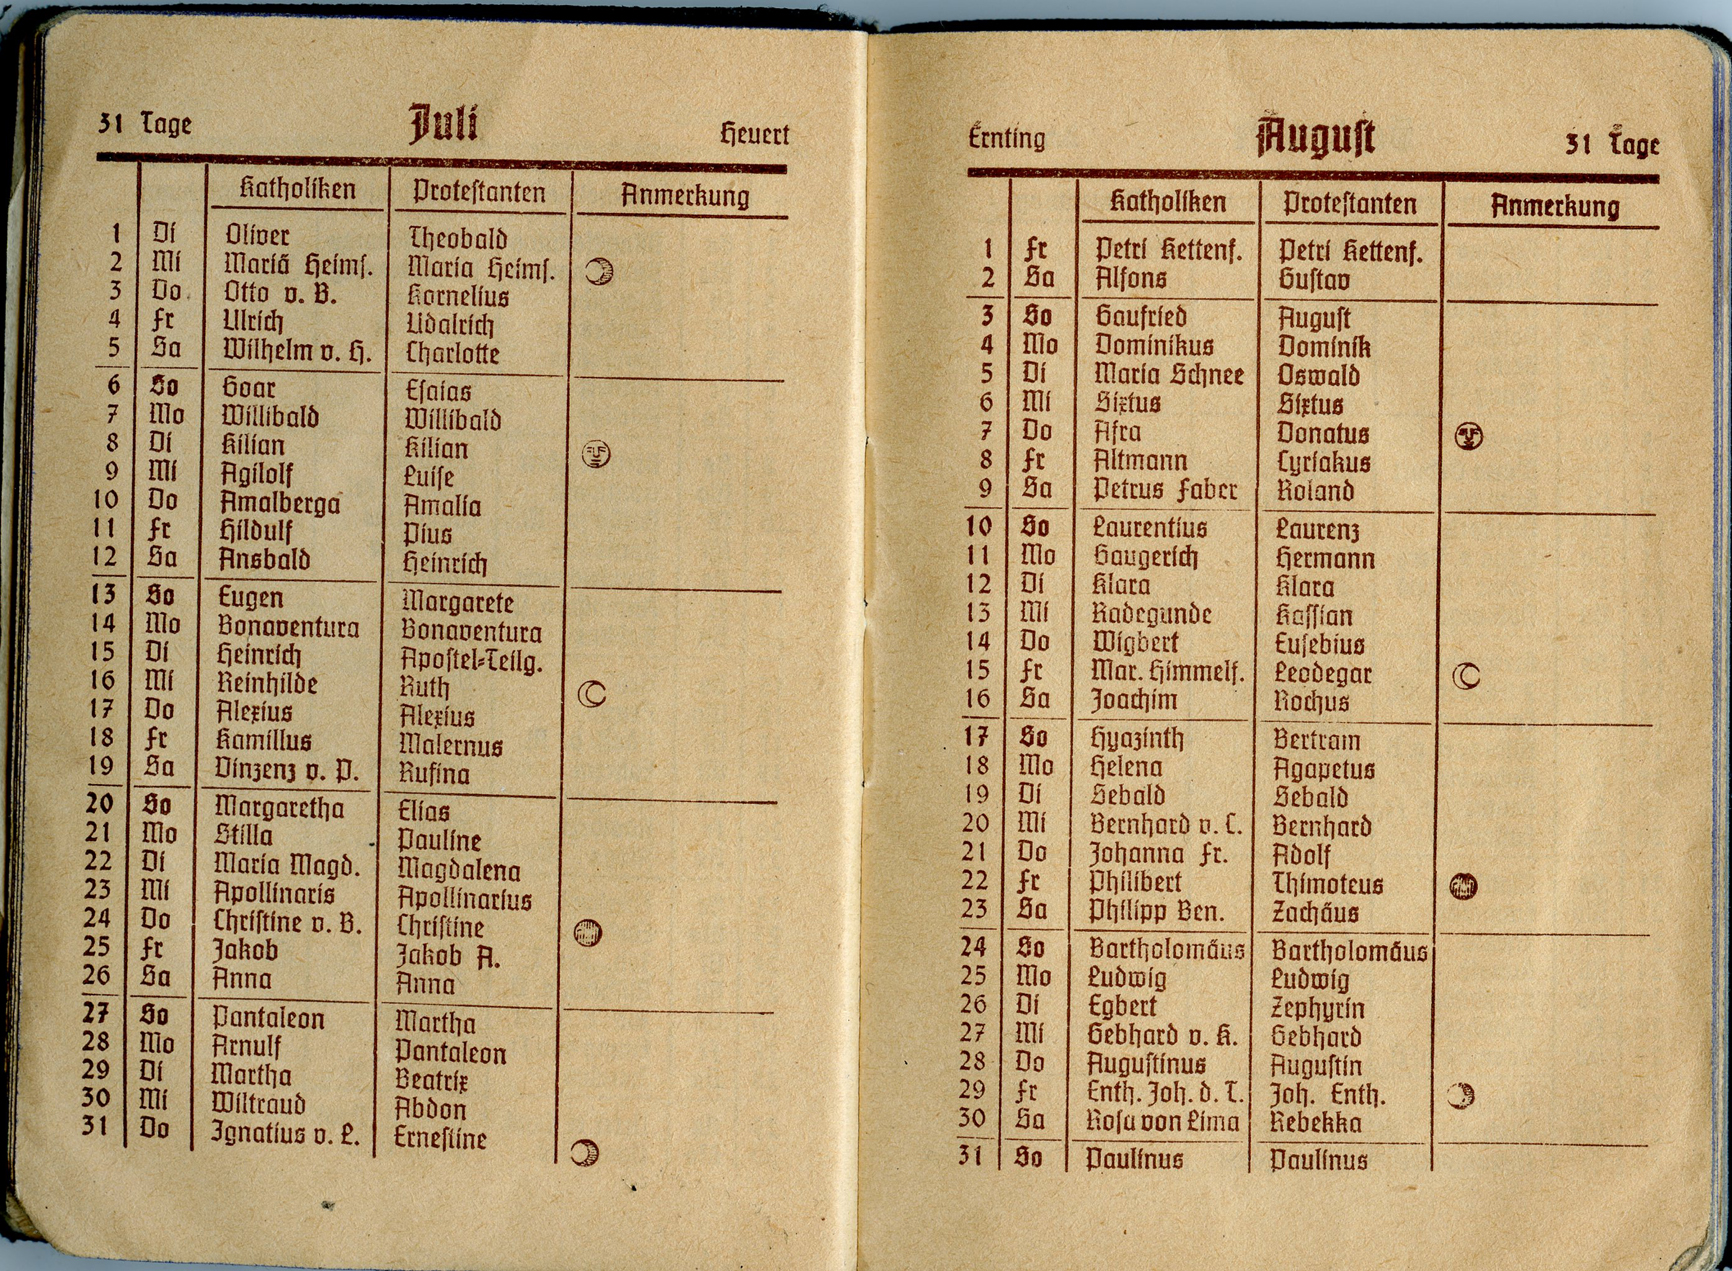 31 Tage Juli Heuert
Katholiken Protestanten Anmerkung
1 Di Oliver Theobald
2 Mi Mariä Heims. Maria Heims.
3 Do Otto v. B. Kornelius
4 Fr Ulrich Udalrich
5 Sa Wilhelm v. H. Charlotte
6 So Goar Esaias
7 Mo Willibald Willibald
8 Di Kilian Kilian
9 Mi Agilolf Luise
10 Do Amalberga Amalia
11 Fr Hildulf Pius
12 Sa Ansbald Heinrich
13 So Eugen Margarete
14 Mo Bonaventura Bonaventura
15 Di Heinrich Apostel-Teilg.
16 Mi Reinhilde Ruth
17 Do Alexius Alexius
18 Fr Kamillus Maternus
19 Sa Vinzenz v. P. Rufina
20 So Margaretha Elias
21 Mo Stilla Pauline
22 Di Maria Magd. Magdalena
23 Mi Apollinaris Apollinarius
24 Do Christine v. B. Christine
25 Fr Jakob Jakob A.
26 Sa Anna Anna
27 So Pantaleon Martha
28 Mo Arnulf Pantaleon
29 Di Martha Beatrix
30 Mi Wiltraud Abdon
31 Do Ignatius v. L. Ernestine
Ernting August 31 Tage
Katholiken Protestanten Anmerkung
1 Fr Petri Kettenf. Petri Kettenf.
2 Sa Alfons Gustav
3 So Gaufried August
4 Mo Dominikus Dominik
5 Di Maria Schnee Oswald
6 Mi Sixtus Sixtus
7 Do Afra Donatus
8 Fr Altmann Cyriakus
9 Sa Petrus Faber Roland
10 So Laurentius Laurenz
11 Mo Gaugerich Hermann
12 Di Klara Klara
13 Mi Radegunde Kassian
14 Do Wigbert Eusebius
15 Fr Mar. Himmelf. Leodegar
16 Sa Joachim Rochus
17 So Hyazinth Bertram
18 Mo Helena Agapetus
19 Di Sebald Sebald
20 Mi Bernhard v. C. Bernhard
21 Do Johanna Fr. Adolf
22 Fr Philibert Thimoteus
23 Sa Philipp Ben. Zachäus
24 So Bartholomäus Bartholomäus
25 Mo Ludwig Ludwig
26 Di Egbert Zephyrin
27 Mi Gebhard v. K. Gebhard
28 Do Augustinus Augustin
29 Fr Enth. Joh. d. T. Joh. Enth.
30 Sa Rosa von Lima Rebekka
31 So Paulinus Paulinus